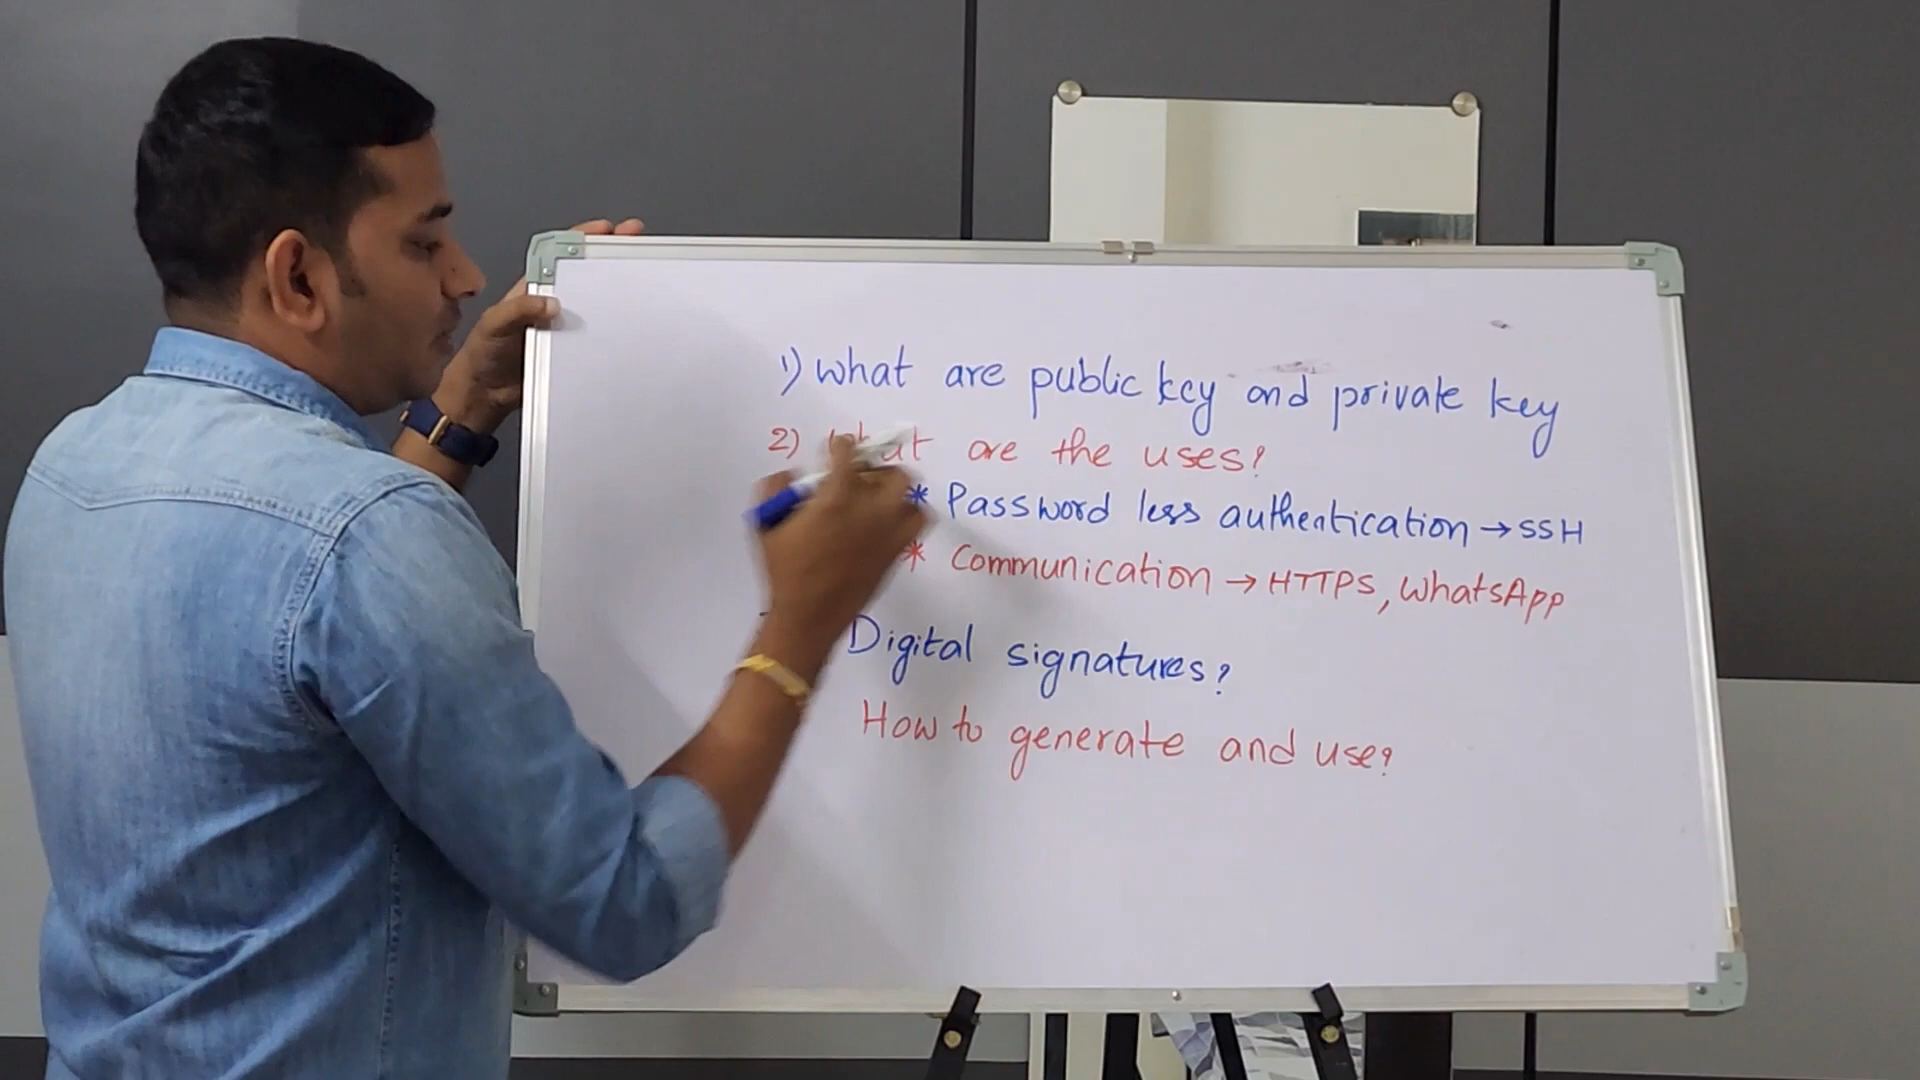 1) What are public key and private key
2) What are the uses?
* Password less authentication → SSH
* Communication → HTTPS, WhatsApp
Digital signatures?
How to generate and use?